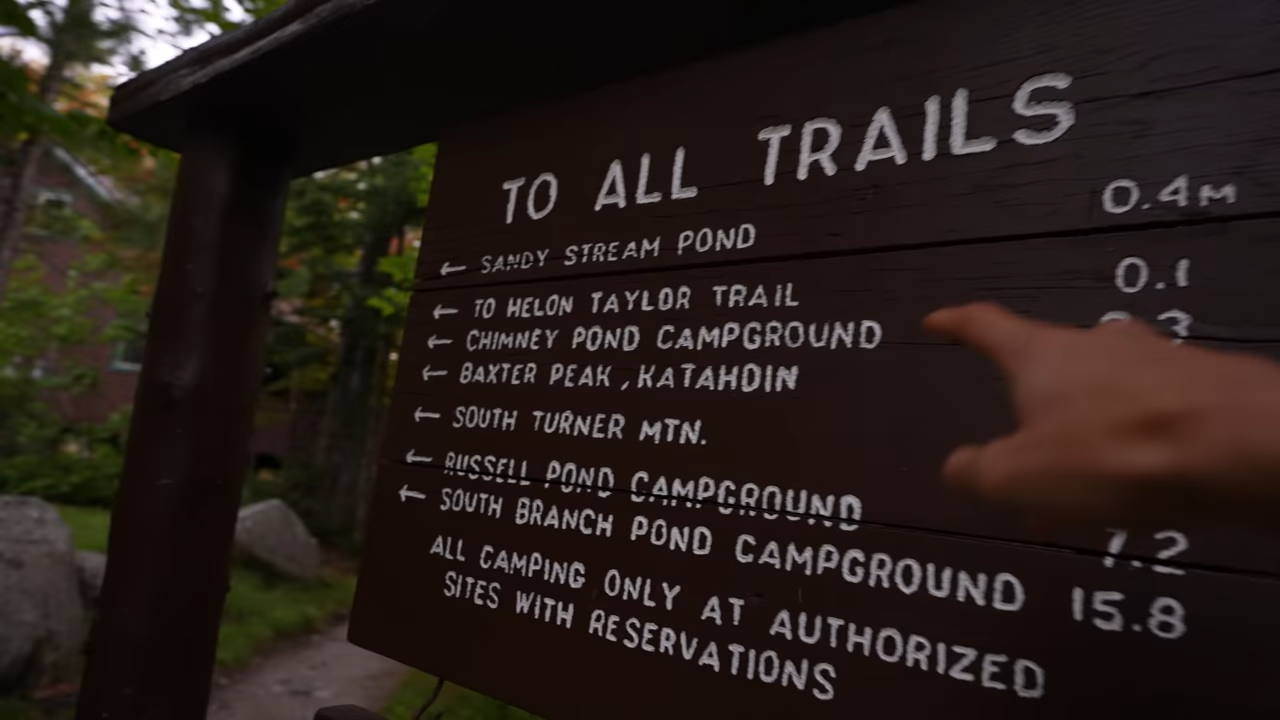 TO ALL TRAILS
← SANDY STREAM POND 0.4M
← TO HELON TAYLOR TRAIL 0.1
← CHIMNEY POND CAMPGROUND
← BAXTER PEAK, KATAHDIN
← SOUTH TURNER MTN.
← RUSSELL POND CAMPGROUND 7.2
← SOUTH BRANCH POND CAMPGROUND 15.8
ALL CAMPING ONLY AT AUTHORIZED
SITES WITH RESERVATIONS